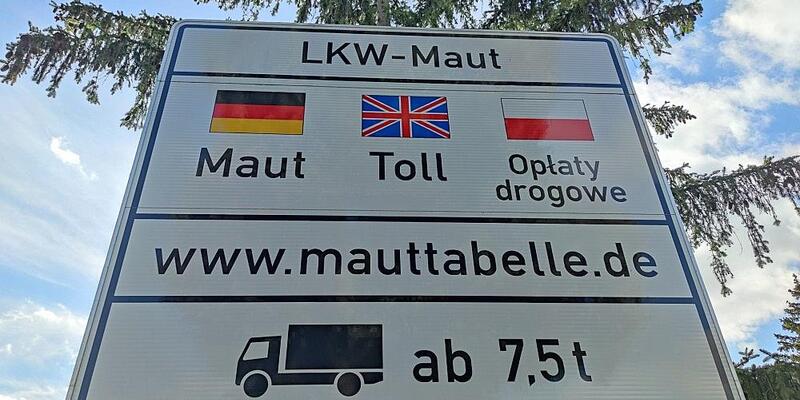 LKW-Maut
Maut Toll Opłaty
drogowe
www.mauttabelle.de
ab 7,5t